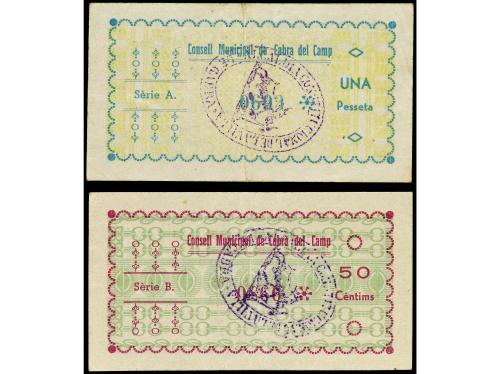 Consell Municipal de Cabra del Camp
UNA
Sèrie A.
Pesseta
Consell Municipal de Cabra del Camp
50
Sèrie B.
Cèntims